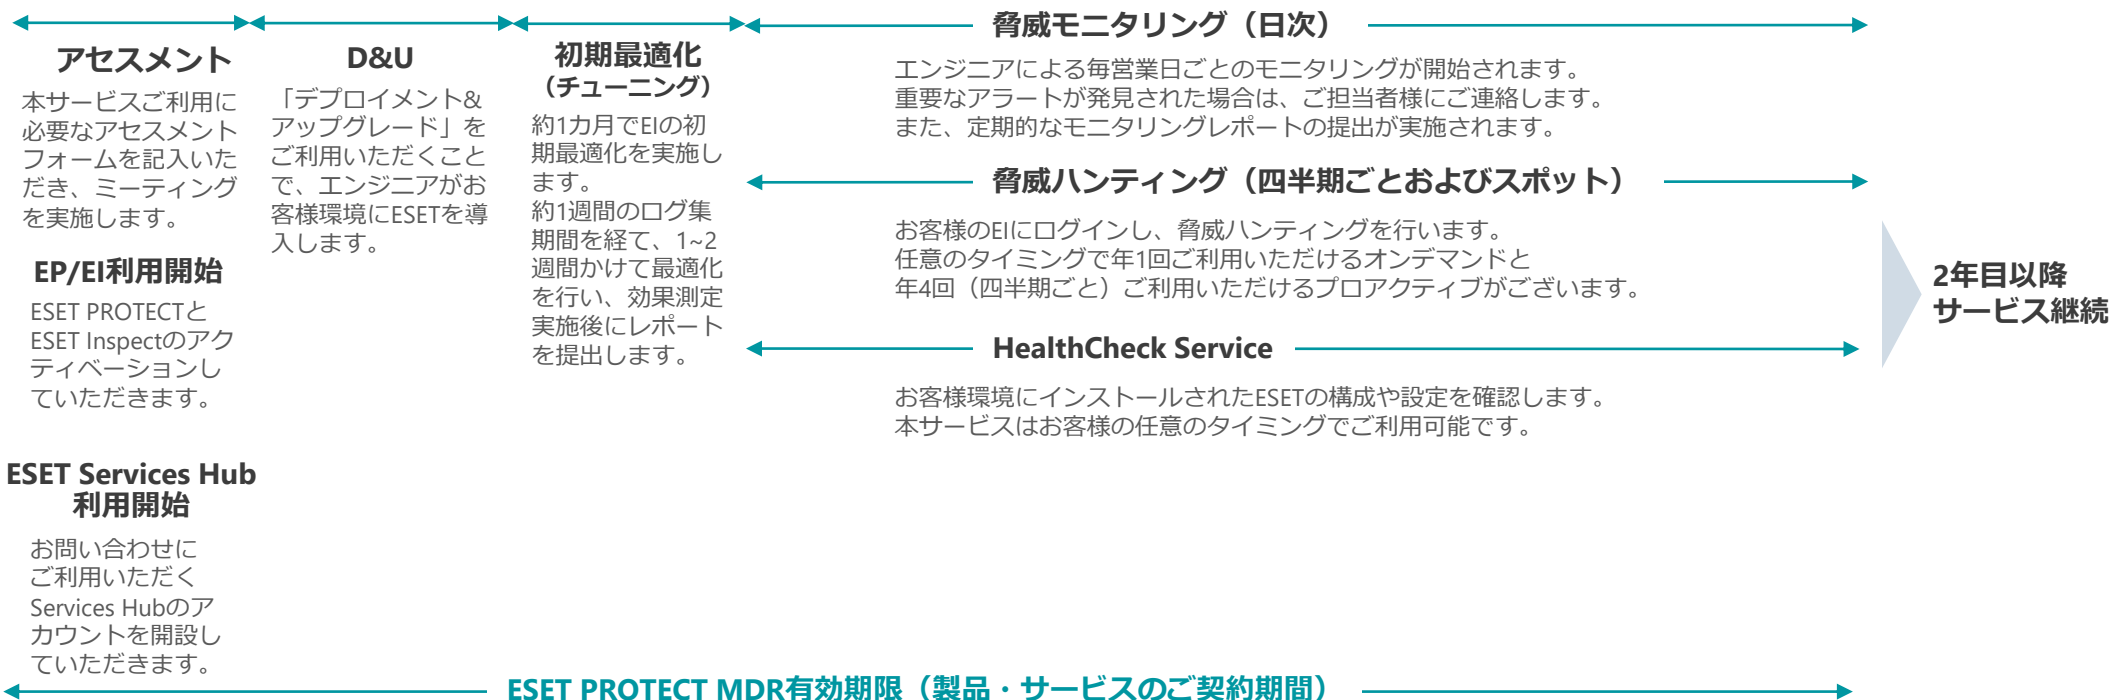 アセスメント
本サービスご利用に
必要なアセスメント
フォームを記入いた
だき、ミーティング
を実施します。
EP/EI利用開始
ESET PROTECTと
ESET Inspectのアク
ティベーションし
ていただきます。
ESET Services Hub
利用開始
お問い合わせに
ご利用いただく
Services Hubのア
カウントを開設し
ていただきます。
D&U
「デプロイメント&
アップグレード」を
ご利用いただくこと
で、エンジニアがお
客様環境にESETを導
入します。
初期最適化
（チューニング）
約1カ月でEIの初
期最適化を実施し
ます。
約1週間のログ集
期間を経て、1~2
週間かけて最適化
を行い、効果測定
実施後にレポート
を提出します。
脅威モニタリング（日次）
エンジニアによる毎営業日ごとのモニタリングが開始されます。
重要なアラートが発見された場合は、ご担当者様にご連絡します。
また、定期的なモニタリングレポートの提出が実施されます。
脅威ハンティング（四半期ごとおよびスポット）
お客様のEIにログインし、脅威ハンティングを行います。
任意のタイミングで年1回ご利用いただけるオンデマンドと
年4回（四半期ごと）ご利用いただけるプロアクティブがございます。
HealthCheck Service
お客様環境にインストールされたESETの構成や設定を確認します。
本サービスはお客様の任意のタイミングでご利用可能です。
2年目以降
サービス継続
ESET PROTECT MDR有効期限（製品・サービスのご契約期間）